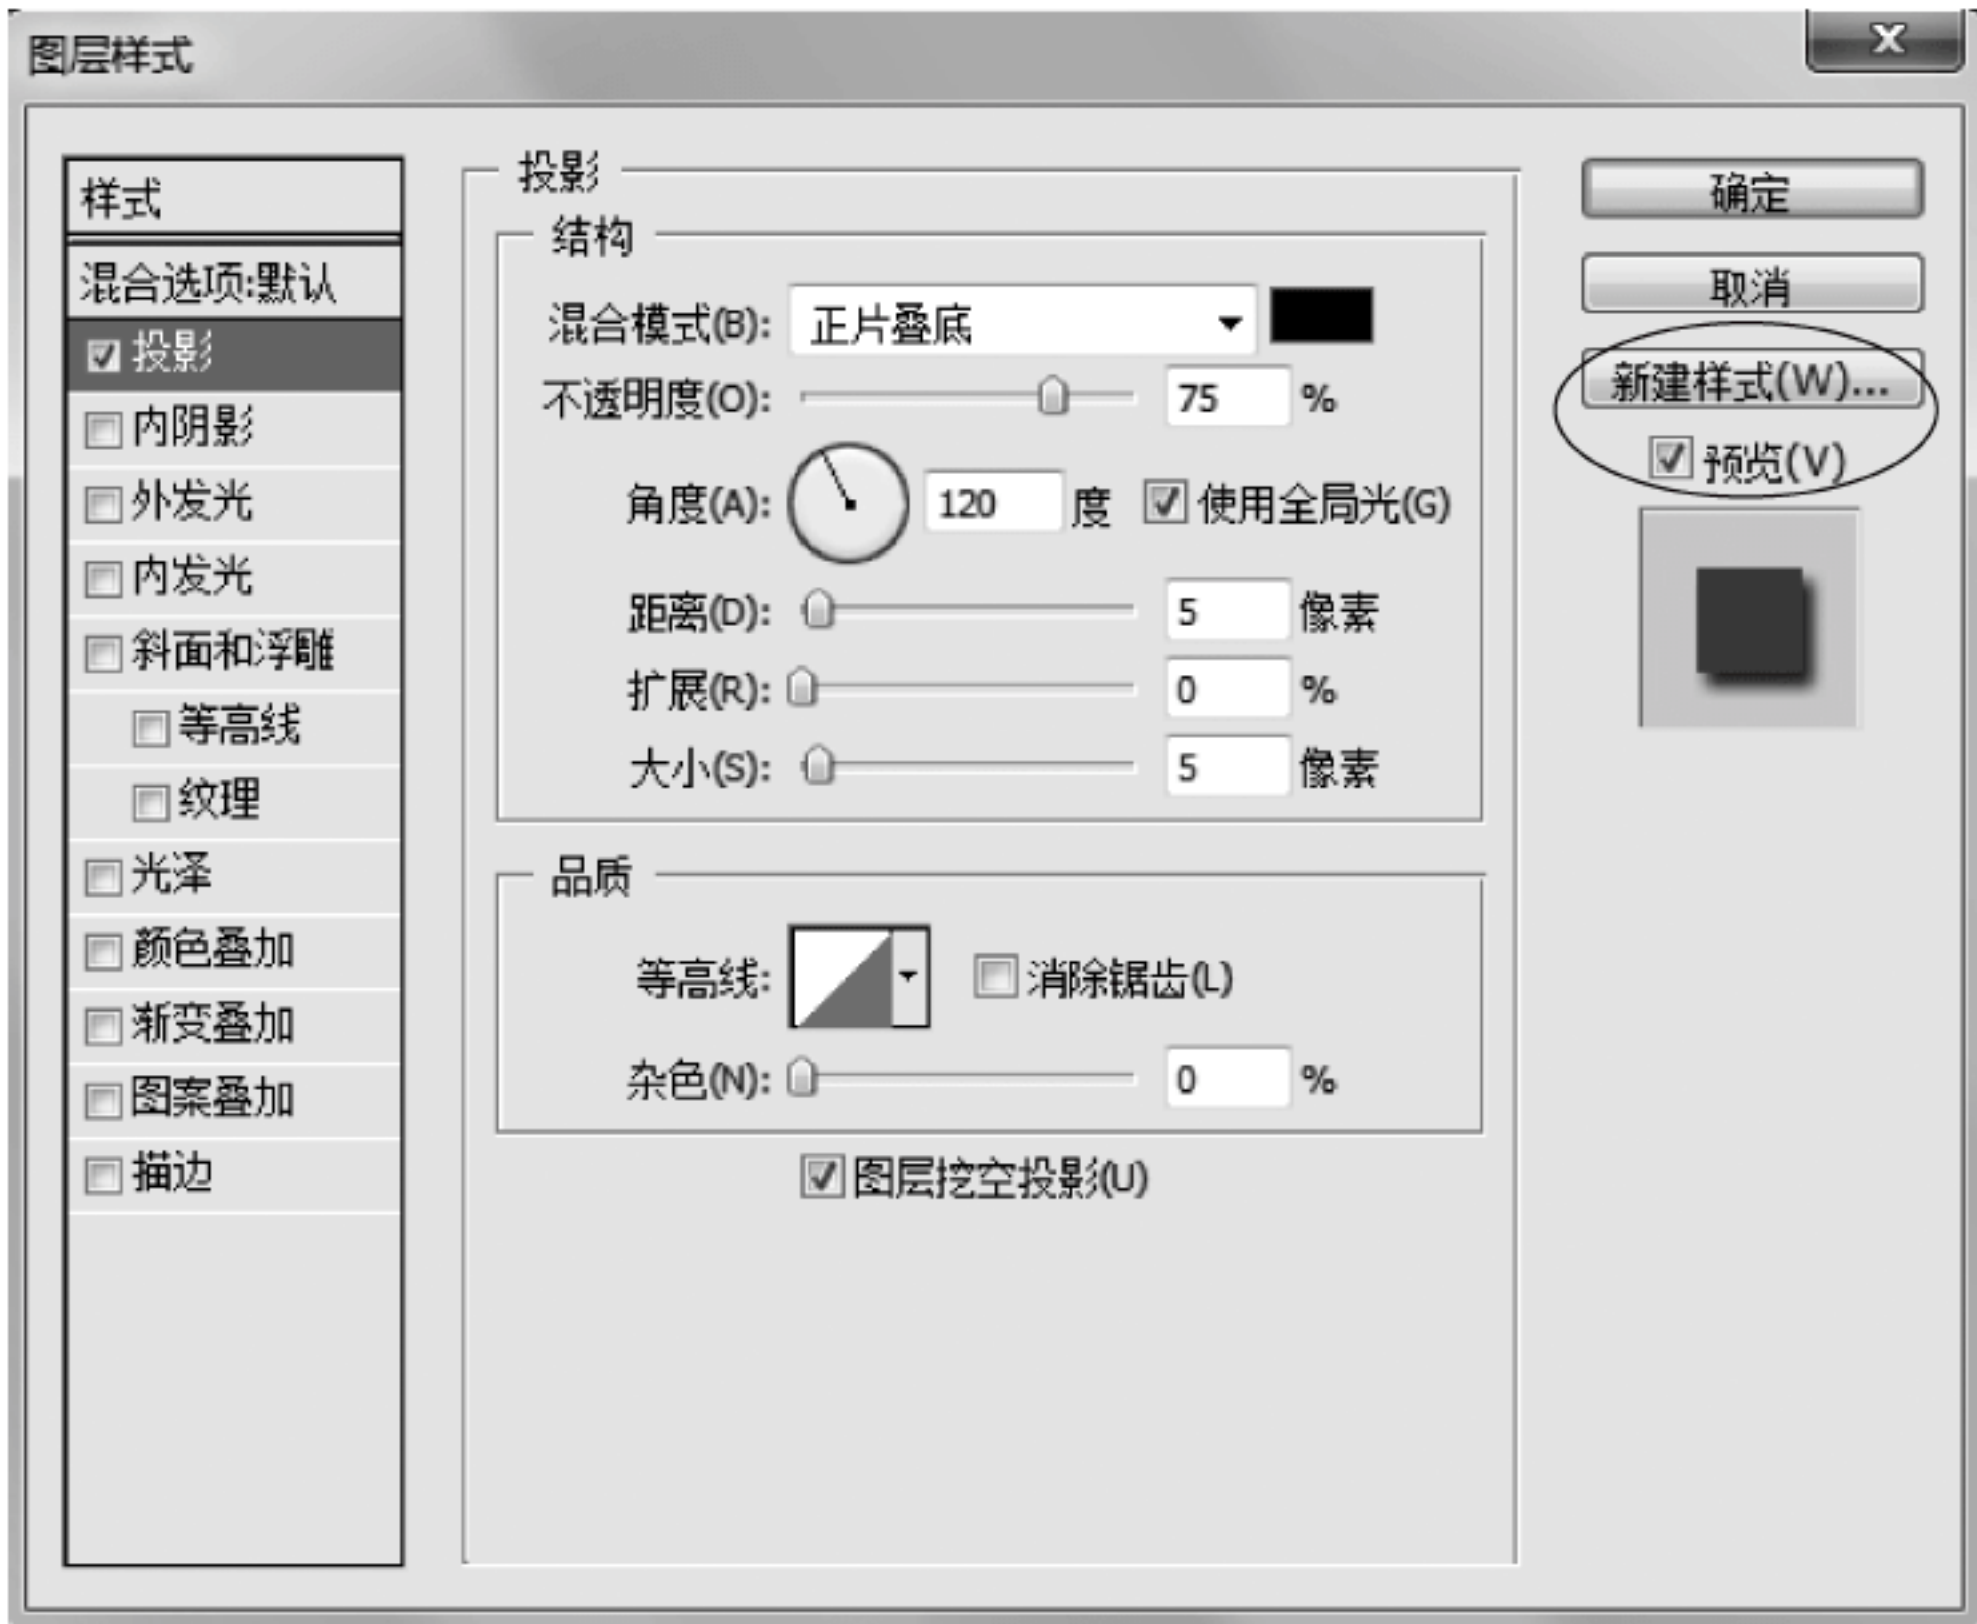 图层样式
样式
混合选项:默认
投影
内阴影
外发光
内发光
斜面和浮雕
等高线
纹理
光泽
颜色叠加
渐变叠加
图案叠加
描边
投影
结构
混合模式(B): 正片叠底
不透明度(O): 75 %
角度(A): 120 度 使用全局光(G)
距离(D): 5 像素
扩展(R): 0 %
大小(S): 5 像素
品质
等高线: 消除锯齿(L)
杂色(N): 0 %
图层挖空投影(U)
确定
取消
新建样式(W)...
预览(V)